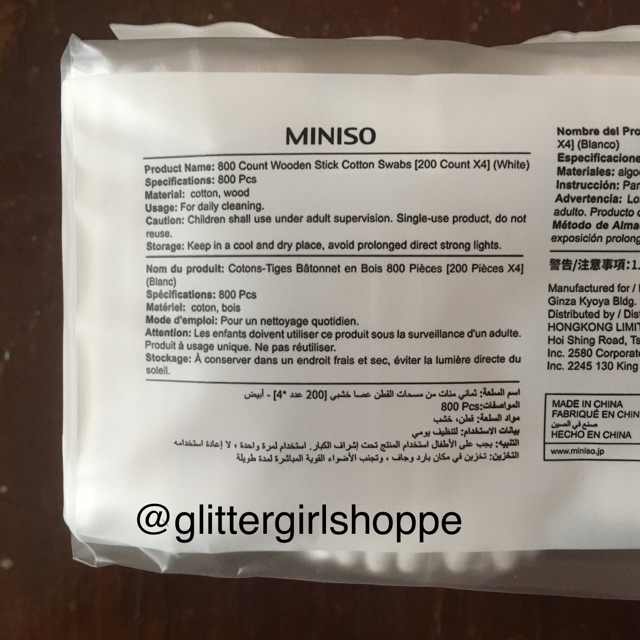 MINISO
Product Name: 800 Count Wooden Stick Cotton Swabs [200 Count X4] (White)
Specifications: 800 Pcs
Material: cotton, wood
Usage: For daily cleaning.
Caution: Children shall use under adult supervision. Single-use product, do not
reuse.
Storage: Keep in a cool and dry place, avoid prolonged direct strong lights.
Nom du produit: Cotons-Tiges Bâtonnet en Bois 800 Pièces [200 Pièces X4]
(Blanc)
Spécifications: 800 Pcs
Matériel: coton, bois
Mode d'emploi: Pour un nettoyage quotidien.
Attention: Les enfants doivent utiliser ce produit sous la surveillance d'un adulte.
Produit à usage unique. Ne pas réutiliser.
Stockage: À conserver dans un endroit frais et sec, éviter la lumière directe du
soleil.
اسم السلعة: ثماني مئات من مسحات القطن عصا خشبي [200 عدد *4] - أبيض
المواصفات: 800 Pcs
مواد السلعة: قطن، خشب
بيانات الاستخدام: لتنظيف يومي
التنبيه: يجب على الأطفال استخدام المنتج تحت إشراف الكبار. استخدام لمرة واحدة ، لا إعادة استخدامه
التخزين: تخزين في مكان بارد وجاف ، وتجنب الأضواء القوية المباشرة لمدة طويلة
Nombre del Pro
X4] (Blanco)
Especificacione
Materiales: algo
Instrucción: Par
Advertencia: Lo
adulto. Producto d
Método de Alma
exposición prolong
警告/注意事項:1.
Manufactured for /
Ginza Kyoya Bldg.
Distributed by / Dis
HONGKONG LIMIT
Hoi Shing Road, Ts
Inc. 2580 Corporate
Inc. 2245 130 King
MADE IN CHINA
FABRIQUÉ EN CHIN
صنع في الصين
HECHO EN CHINA
www.miniso.jp
@glittergirlshoppe